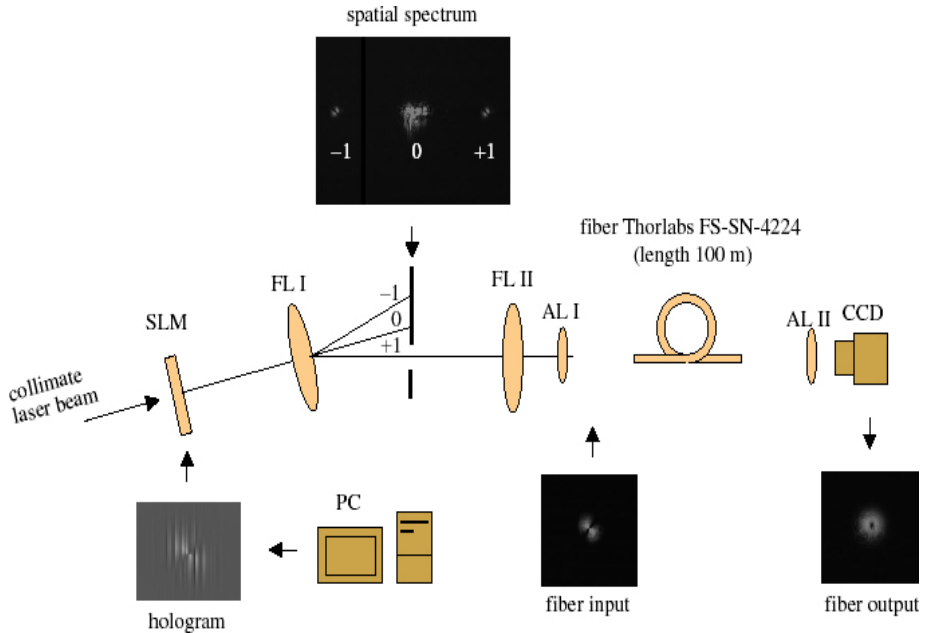 spatial spectrum
–1 0 +1
fiber Thorlabs FS-SN-4224
(length 100 m)
FL I
–1
0
+1
FL II
SLM
AL I
AL II
CCD
collimate
laser beam
PC
hologram
fiber input
fiber output